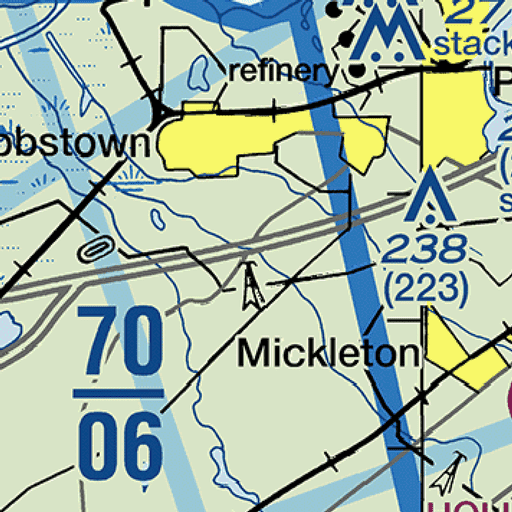 27
stack
refinery
obstown
238
(223)
70
06
Mickleton